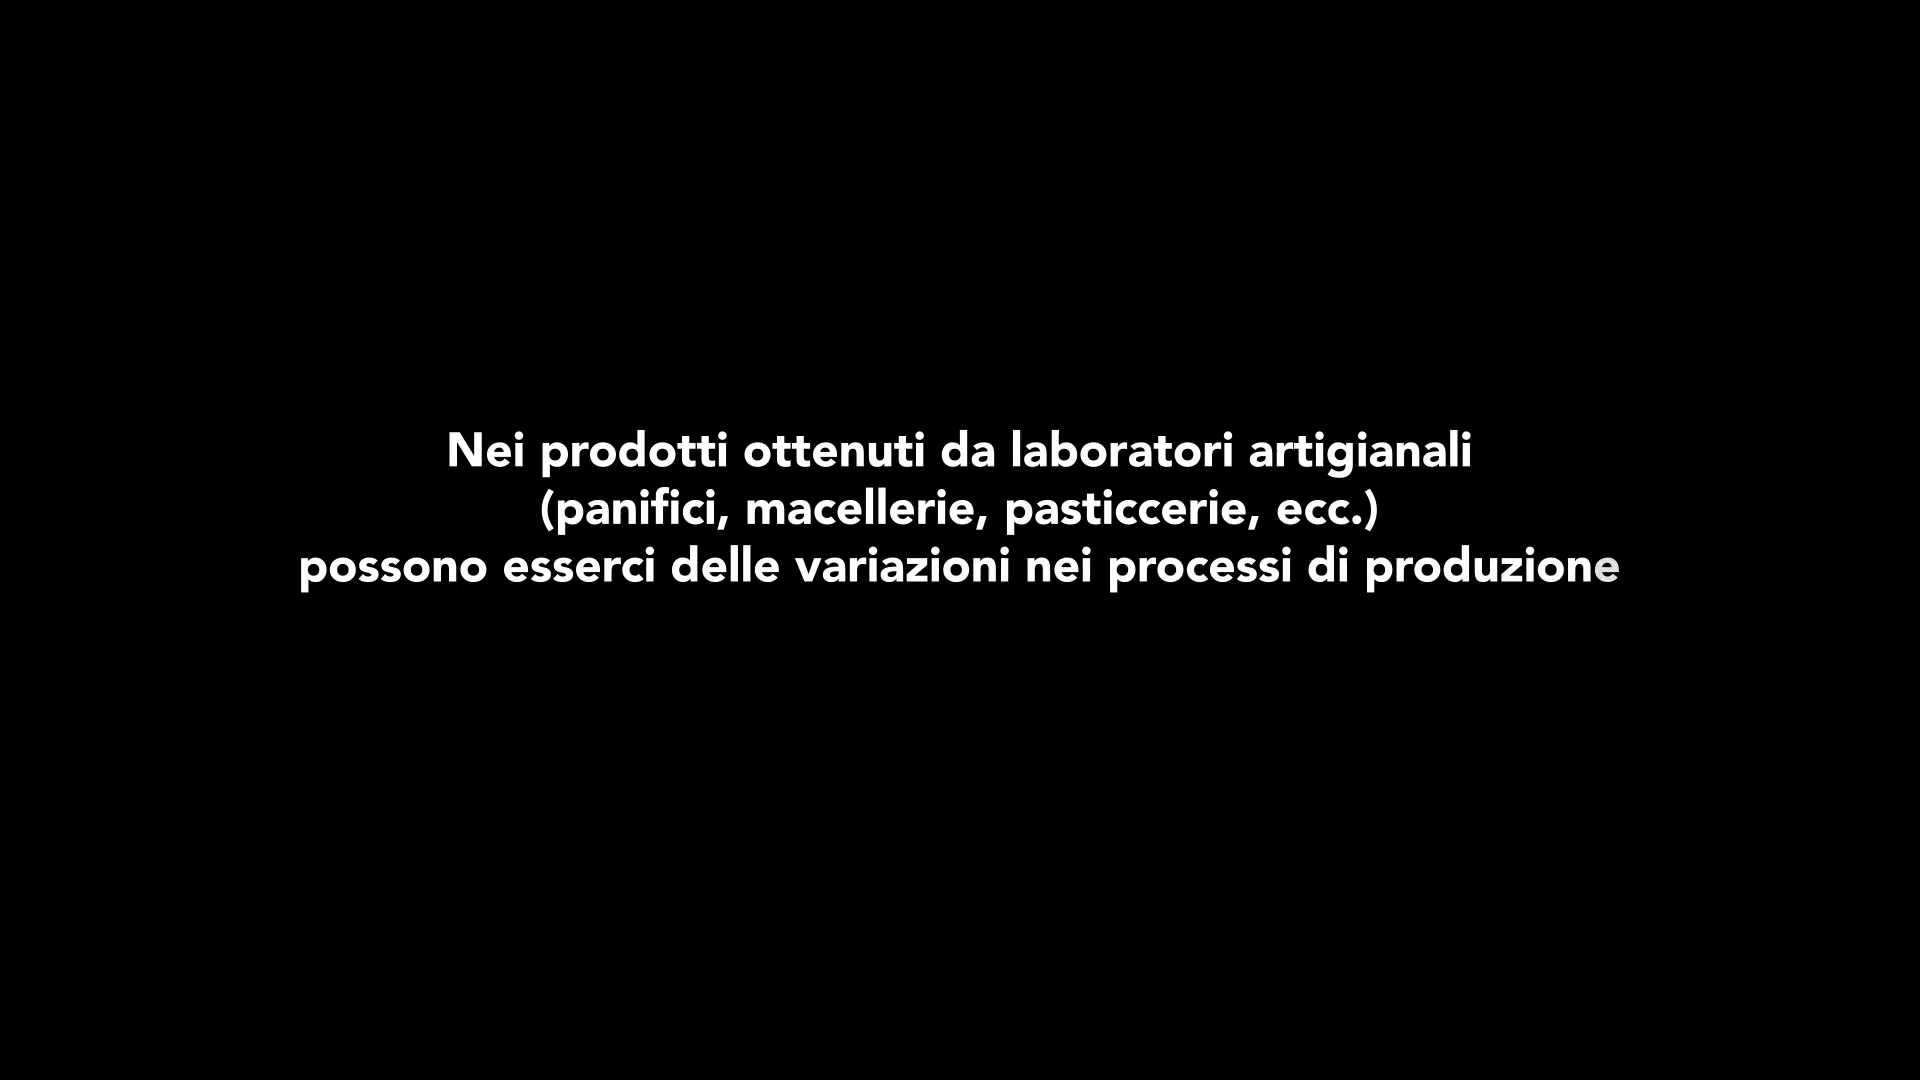 Nei prodotti ottenuti da laboratori artigianali
(panifici, macellerie, pasticcerie, ecc.)
possono esserci delle variazioni nei processi di produzione